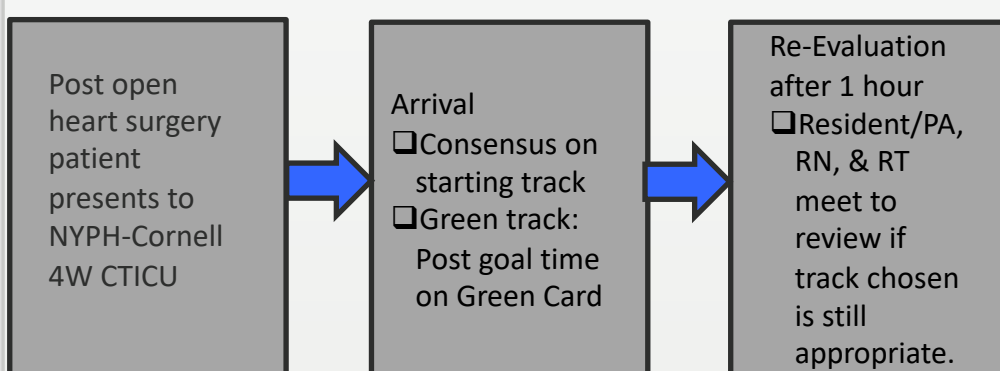 Post open
heart surgery
patient
presents to
NYPH-Cornell
4W CTICU
Arrival
❑Consensus on
starting track
❑Green track:
Post goal time
on Green Card
Re-Evaluation
after 1 hour
❑Resident/PA,
RN, & RT
meet to
review if
track chosen
is still
appropriate.